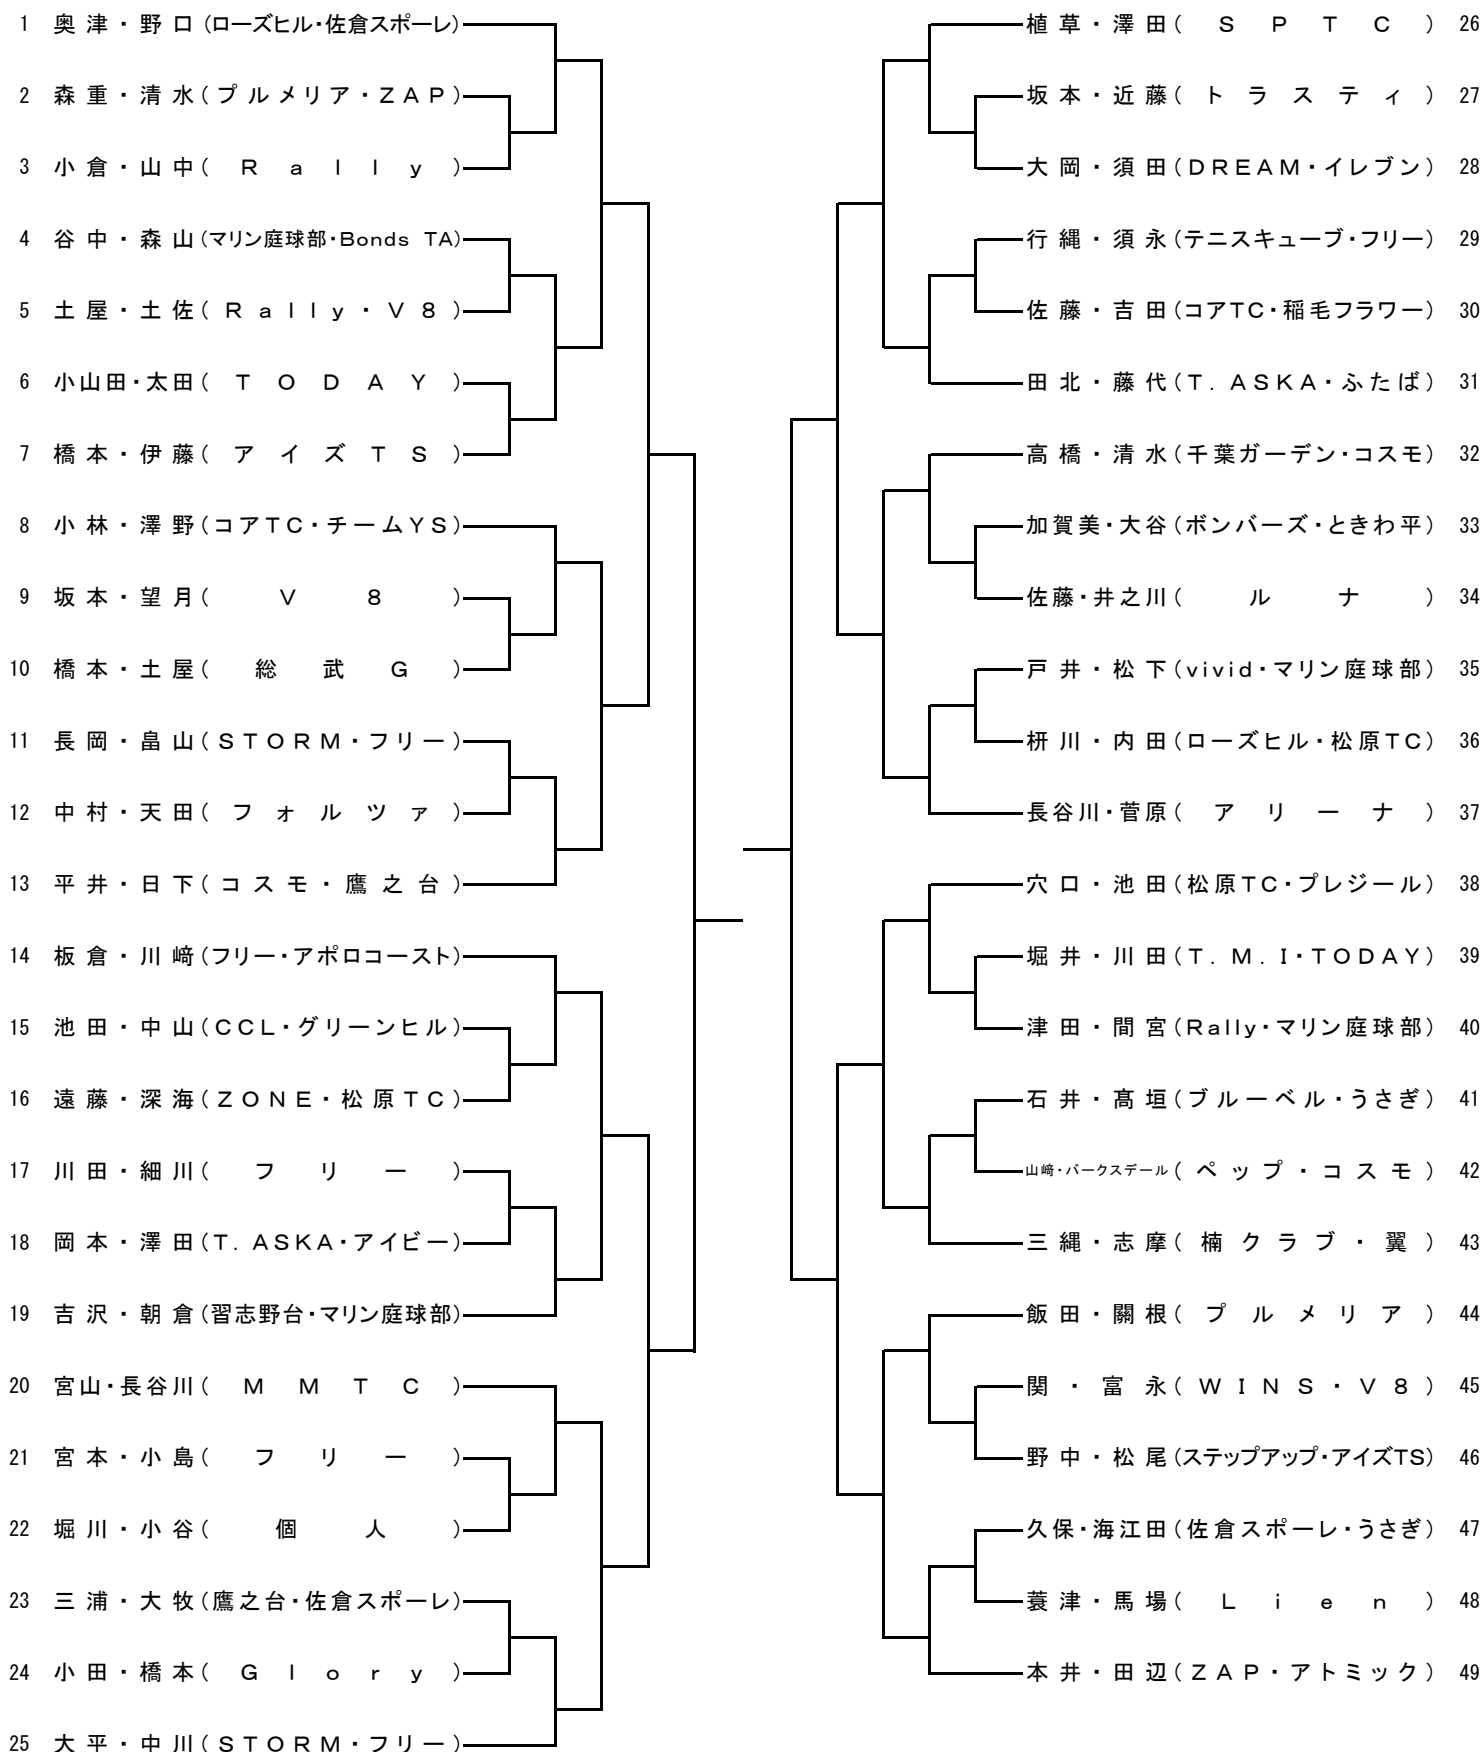 1 奥津・野口(ローズヒル・佐倉スポーレ)
2 森重・清水(プルメリア・ZAP)
3 小倉・山中(Rally)
4 谷中・森山(マリン庭球部・Bonds TA)
5 土屋・土佐(Rally・V8)
6 小山田・太田(TODAY)
7 橋本・伊藤(アイズTS)
8 小林・澤野(コアTC・チームYS)
9 坂本・望月(V8)
10 橋本・土屋(総武G)
11 長岡・畠山(STORM・フリー)
12 中村・天田(フォルツァ)
13 平井・日下(コスモ・鷹之台)
14 板倉・川﨑(フリー・アポロコースト)
15 池田・中山(CCL・グリーンヒル)
16 遠藤・深海(ZONE・松原TC)
17 川田・細川(フリー)
18 岡本・澤田(T.ASKA・アイビー)
19 吉沢・朝倉(習志野台・マリン庭球部)
20 宮山・長谷川(MMTC)
21 宮本・小島(フリー)
22 堀川・小谷(個人)
23 三浦・大牧(鷹之台・佐倉スポーレ)
24 小田・橋本(Glory)
25 大平・中川(STORM・フリー)
植草・澤田(SPTC) 26
坂本・近藤(トラスティ) 27
大岡・須田(DREAM・イレブン) 28
行縄・須永(テニスキューブ・フリー) 29
佐藤・吉田(コアTC・稲毛フラワー) 30
田北・藤代(T.ASKA・ふたば) 31
高橋・清水(千葉ガーデン・コスモ) 32
加賀美・大谷(ボンバーズ・ときわ平) 33
佐藤・井之川(ルナ) 34
戸井・松下(vivid・マリン庭球部) 35
枡川・内田(ローズヒル・松原TC) 36
長谷川・菅原(アリーナ) 37
穴口・池田(松原TC・プレジール) 38
堀井・川田(T.M.I・TODAY) 39
津田・間宮(Rally・マリン庭球部) 40
石井・髙垣(ブルーベル・うさぎ) 41
山﨑・バークスデール(ペップ・コスモ) 42
三縄・志摩(楠クラブ・翼) 43
飯田・關根(プルメリア) 44
関・富永(WINS・V8) 45
野中・松尾(ステップアップ・アイズTS) 46
久保・海江田(佐倉スポーレ・うさぎ) 47
蓑津・馬場(Lien) 48
本井・田辺(ZAP・アトミック) 49